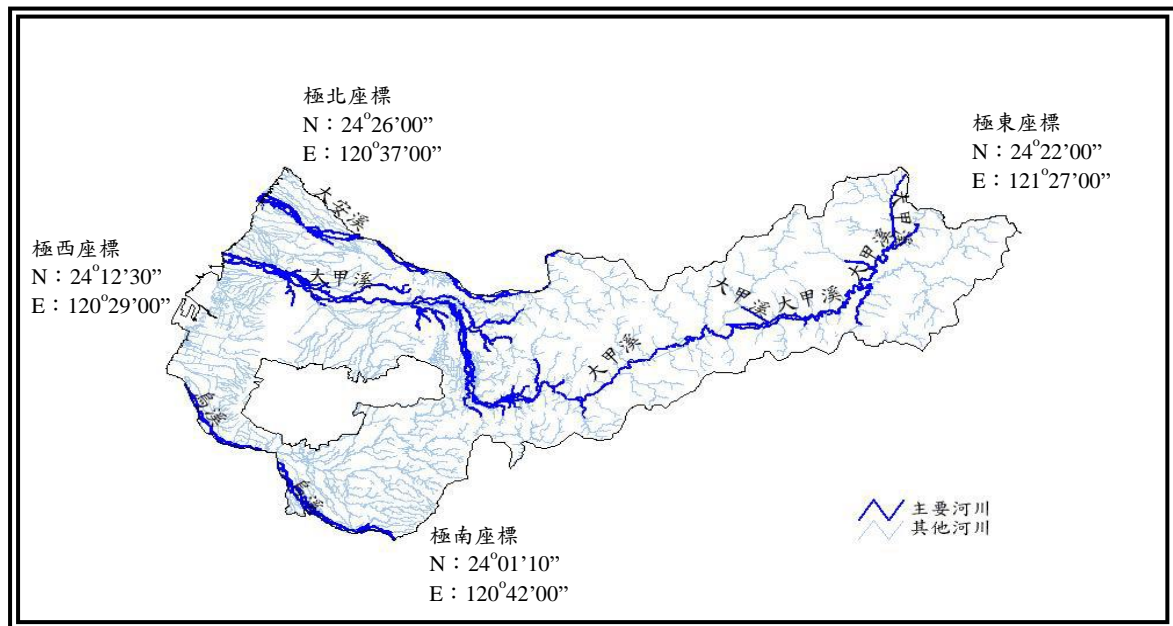 極北座標
N：24°26'00”
E：120°37'00”
極東座標
N：24°22'00”
E：121°27'00”
大安溪
大甲溪
極西座標
N：24°12'30”
E：120°29'00”
大甲溪
大甲溪
大甲溪
大甲溪
大甲溪
烏溪
烏溪
主要河川
其他河川
極南座標
N：24°01'10”
E：120°42'00”